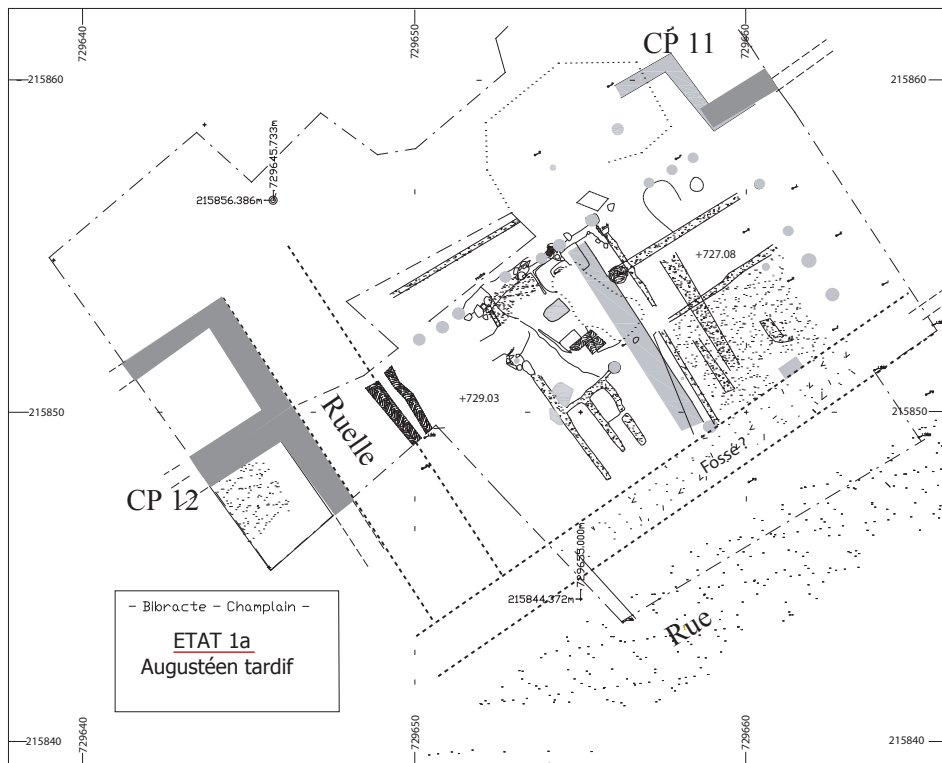 729640
729650
729660
CP 11
215860
215860
729645.733m
215856.386m
+727.08
+729.03
215850
215850
Ruelle
Fossé ?
CP 12
729655.000m
215844.372m
Rue
- Bibracte - Champlain -
ETAT 1a
Augustéen tardif
215840
215840
729640
729650
729660